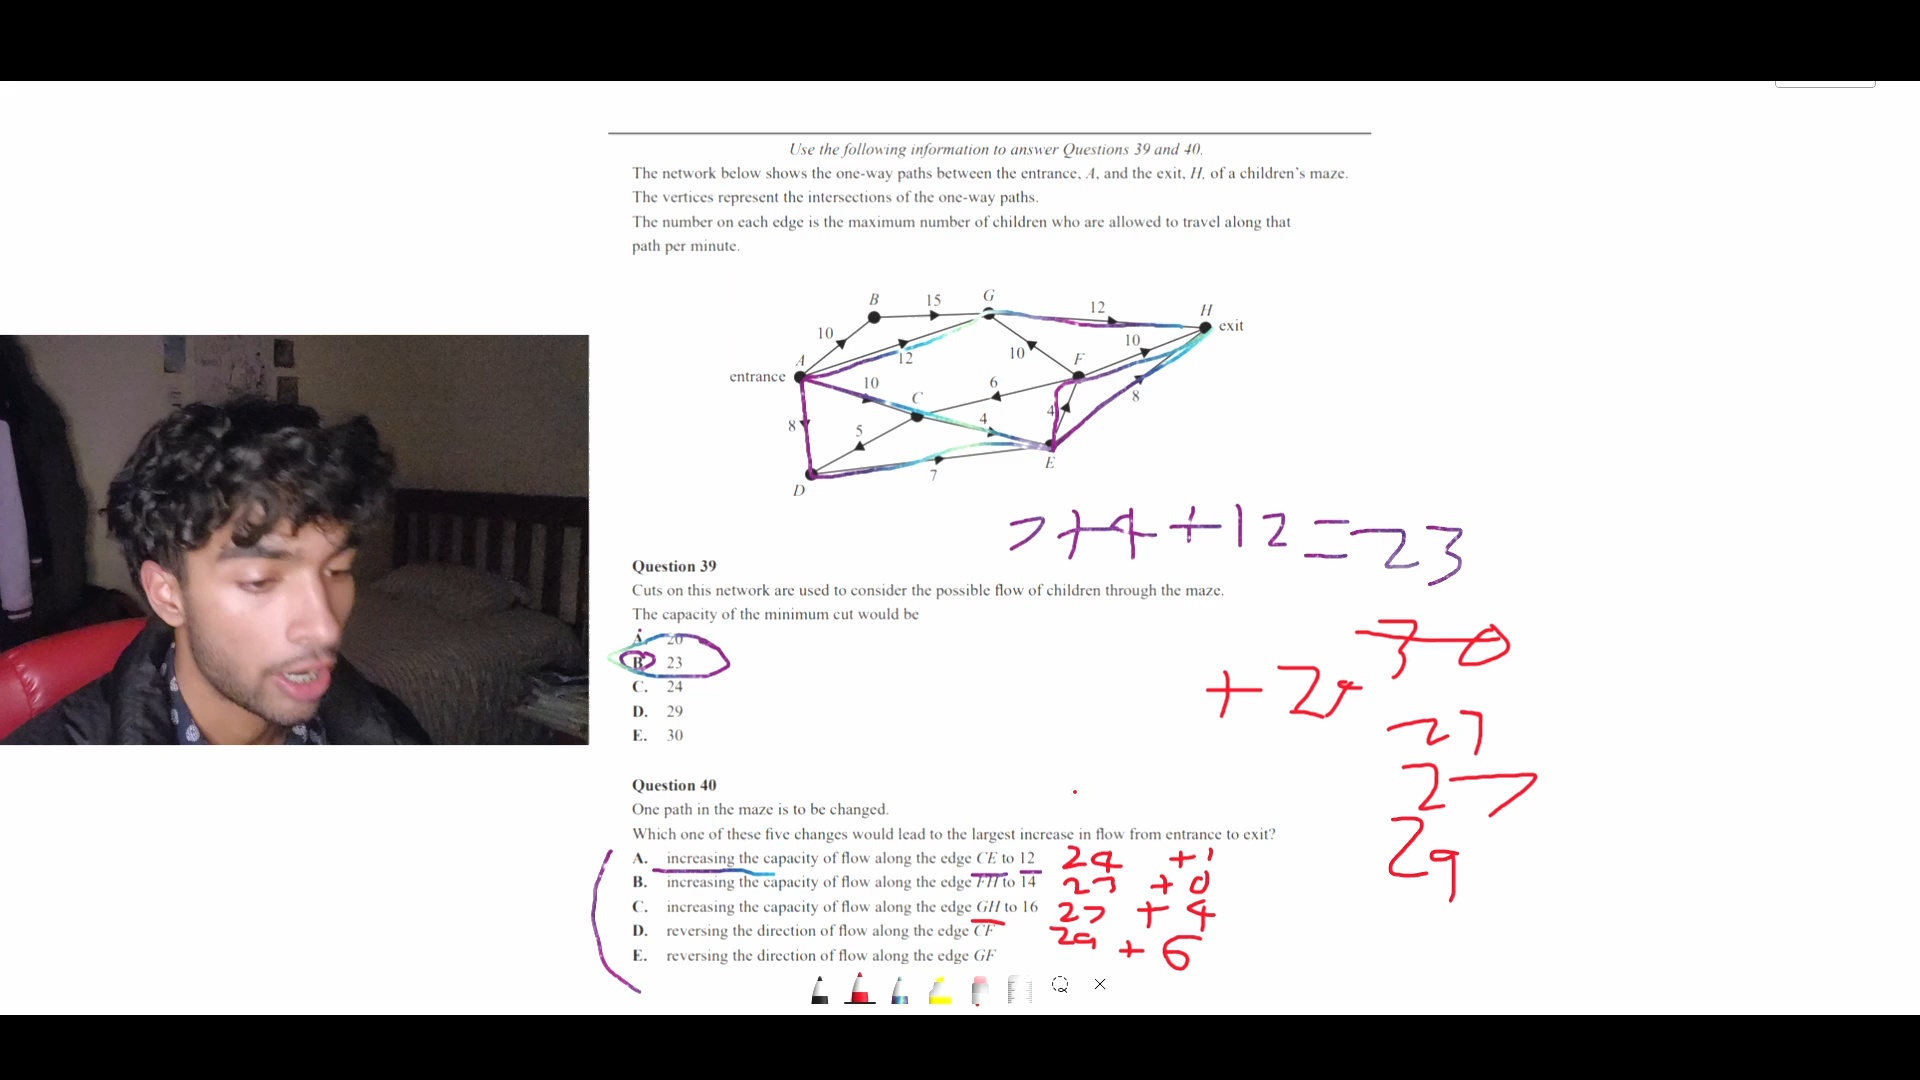 Use the following information to answer Questions 39 and 40.
The network below shows the one-way paths between the entrance, A, and the exit, H, of a children's maze.
The vertices represent the intersections of the one-way paths.
The number on each edge is the maximum number of children who are allowed to travel along that
path per minute.
B 15 G 12 H
exit
10
A 12 10 F 10
entrance 10 C 6
8 5 4 4 8
D 7 E
7+4+12=23
Question 39
Cuts on this network are used to consider the possible flow of children through the maze.
The capacity of the minimum cut would be
A. 20
B. 23
C. 24
D. 29
E. 30
30
+24
27
27
29
Question 40
One path in the maze is to be changed.
Which one of these five changes would lead to the largest increase in flow from entrance to exit?
A. increasing the capacity of flow along the edge CE to 12 24 +1
B. increasing the capacity of flow along the edge FH to 14 23 +0
C. increasing the capacity of flow along the edge GH to 16 27 +4
D. reversing the direction of flow along the edge CF 29 +6
E. reversing the direction of flow along the edge GF